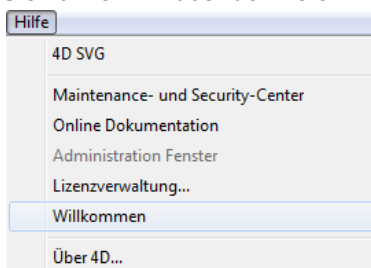 Hilfe
4D SVG
Maintenance- und Security-Center
Online Dokumentation
Administration Fenster
Lizenzverwaltung...
Willkommen
Über 4D...